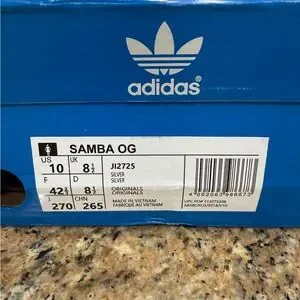 adidas®
SAMBA OG
US 10 UK 8½
F 42⅔ D 8½
J 270 CHN 265
JI2725
SILVER
SILVER
ORIGINALS
ORIGINALS
MADE IN VIETNAM
FABRIQUÉ AU VIETNAM